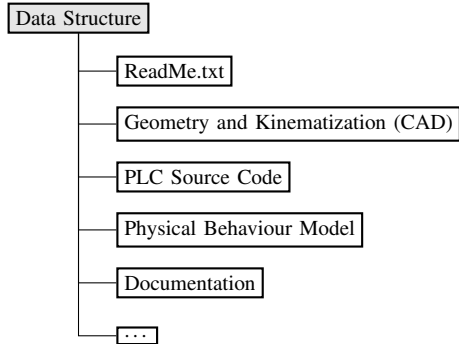 Data Structure
ReadMe.txt
Geometry and Kinematization (CAD)
PLC Source Code
Physical Behaviour Model
Documentation
...